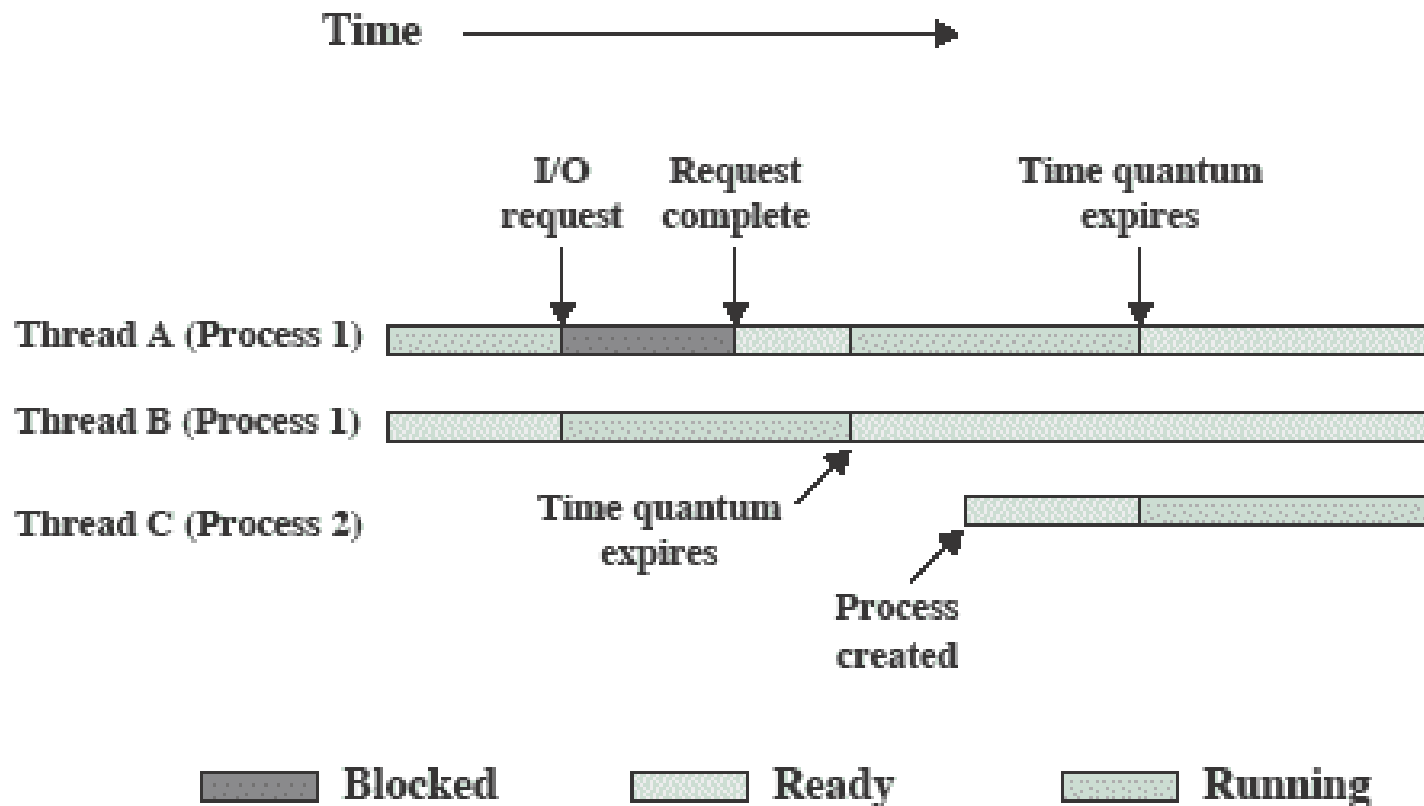 Time
I/O
request
Request
complete
Time quantum
expires
Thread A (Process 1)
Thread B (Process 1)
Thread C (Process 2)
Time quantum
expires
Process
created
Blocked
Ready
Running